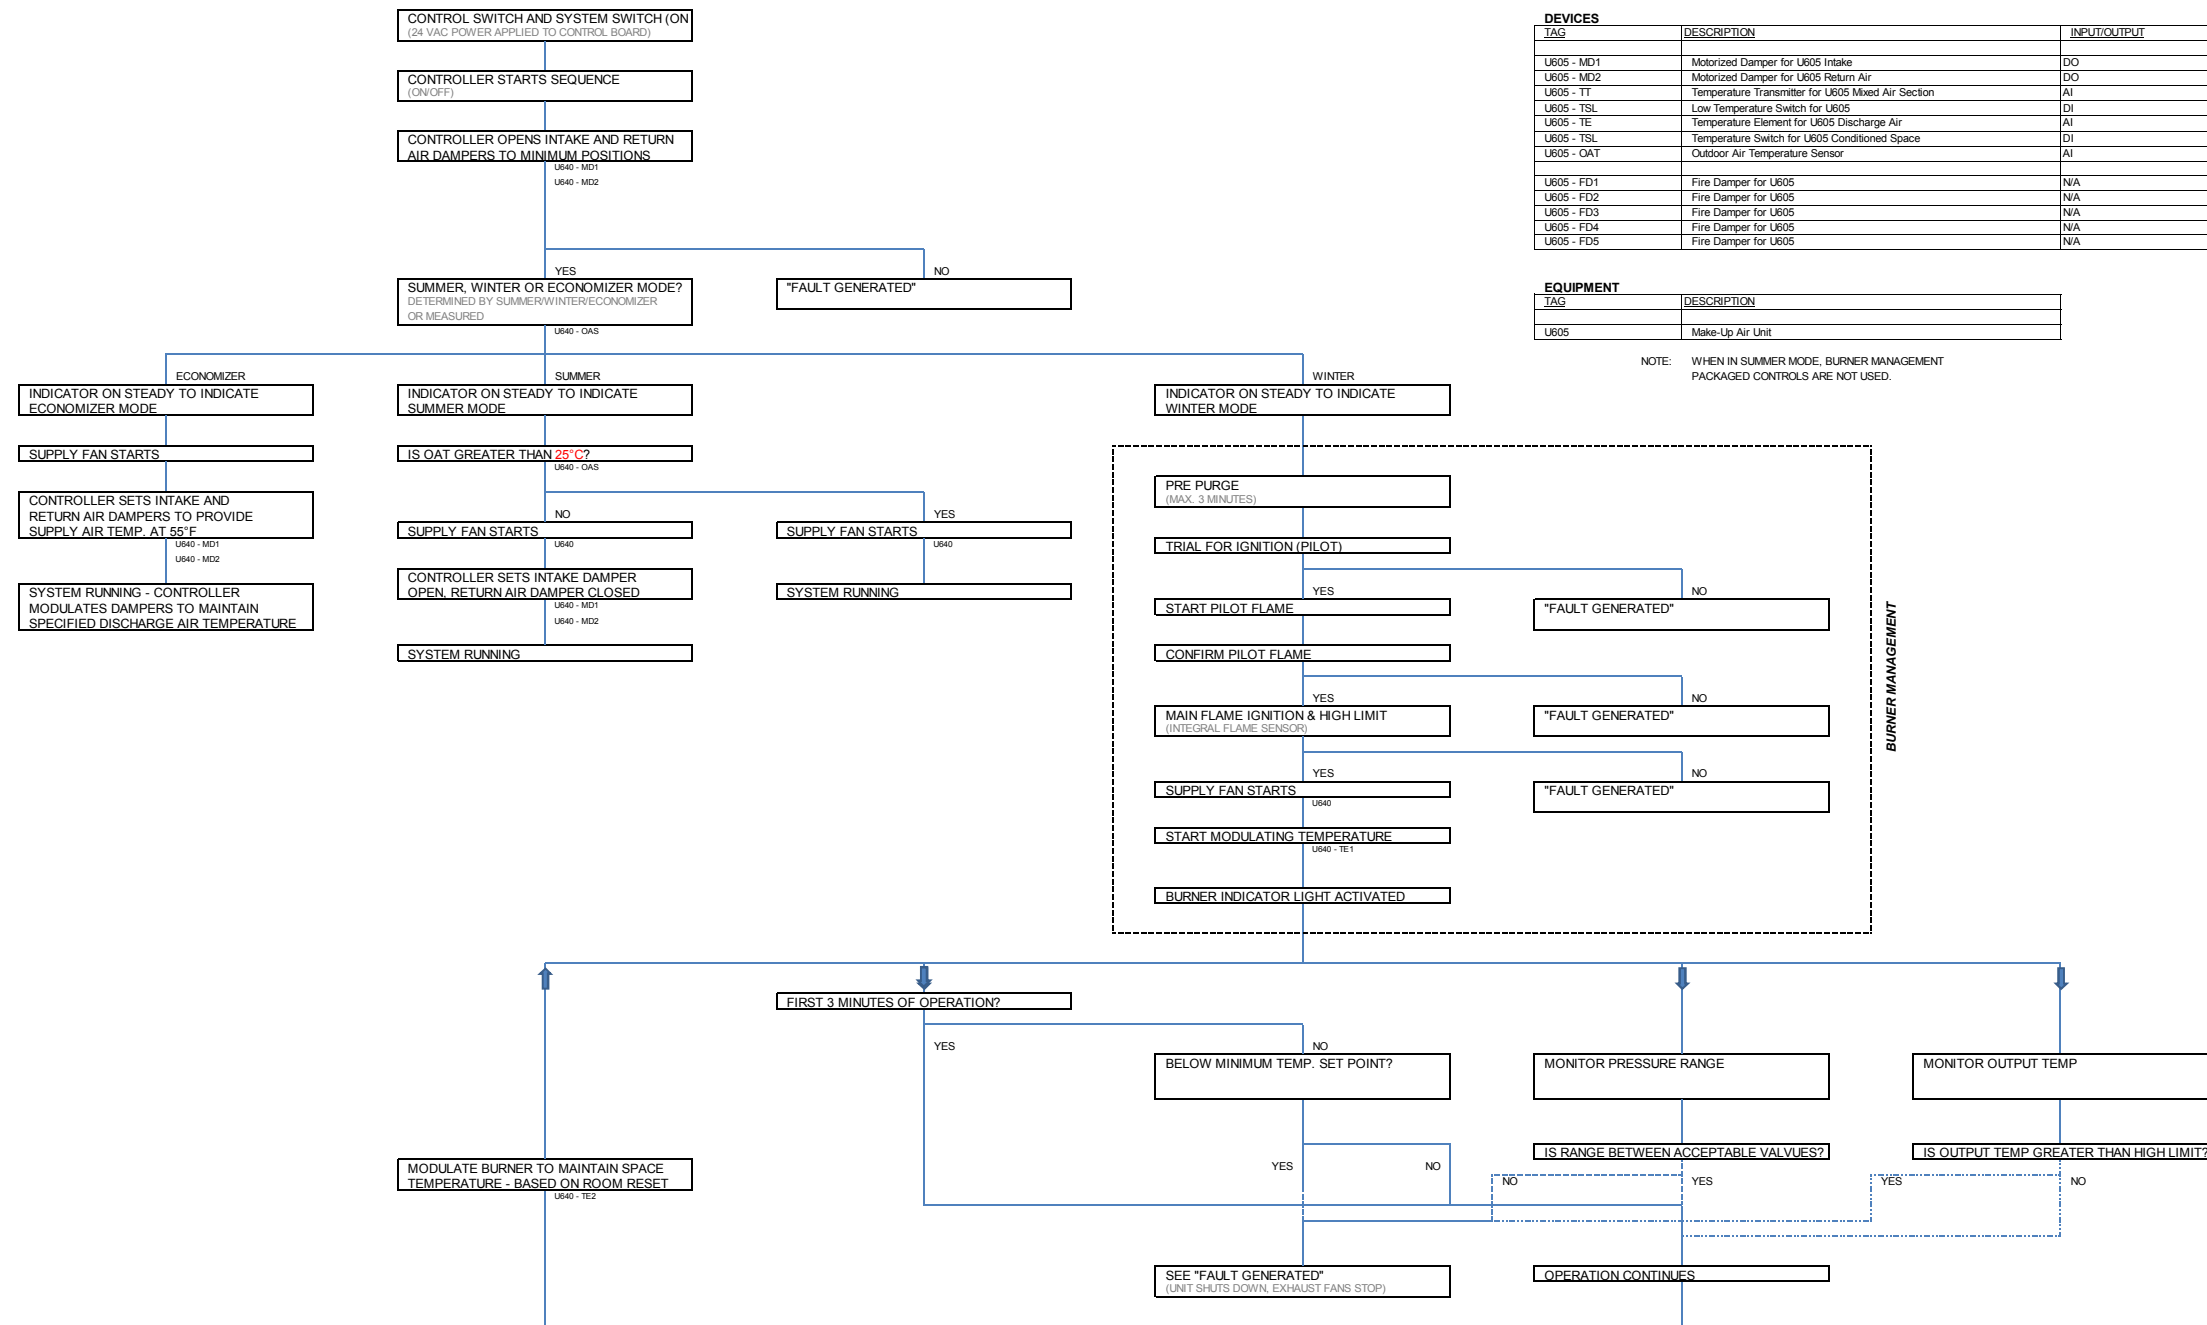 CONTROL SWITCH AND SYSTEM SWITCH (ON
(24 VAC POWER APPLIED TO CONTROL BOARD)
CONTROLLER STARTS SEQUENCE
(ON/OFF)
CONTROLLER OPENS INTAKE AND RETURN
AIR DAMPERS TO MINIMUM POSITIONS
U640 - MD1
U640 - MD2
DEVICES
TAG DESCRIPTION INPUT/OUTPUT
U605 - MD1 Motorized Damper for U605 Intake DO
U605 - MD2 Motorized Damper for U605 Return Air DO
U605 - TT Temperature Transmitter for U605 Mixed Air Section AI
U605 - TSL Low Temperature Switch for U605 DI
U605 - TE Temperature Element for U605 Discharge Air AI
U605 - TSL Temperature Switch for U605 Conditioned Space DI
U605 - OAT Outdoor Air Temperature Sensor AI
U605 - FD1 Fire Damper for U605 N/A
U605 - FD2 Fire Damper for U605 N/A
U605 - FD3 Fire Damper for U605 N/A
U605 - FD4 Fire Damper for U605 N/A
U605 - FD5 Fire Damper for U605 N/A
EQUIPMENT
TAG DESCRIPTION
U605 Make-Up Air Unit
NOTE: WHEN IN SUMMER MODE, BURNER MANAGEMENT
PACKAGED CONTROLS ARE NOT USED.
YES
NO
SUMMER, WINTER OR ECONOMIZER MODE?
DETERMINED BY SUMMER/WINTER/ECONOMIZER
OR MEASURED
U640 - OAS
"FAULT GENERATED"
ECONOMIZER
INDICATOR ON STEADY TO INDICATE
ECONOMIZER MODE
SUPPLY FAN STARTS
CONTROLLER SETS INTAKE AND
RETURN AIR DAMPERS TO PROVIDE
SUPPLY AIR TEMP. AT 55°F
U640 - MD1
U640 - MD2
SYSTEM RUNNING - CONTROLLER
MODULATES DAMPERS TO MAINTAIN
SPECIFIED DISCHARGE AIR TEMPERATURE
SUMMER
INDICATOR ON STEADY TO INDICATE
SUMMER MODE
IS OAT GREATER THAN 25°C?
U640 - OAS
NO
SUPPLY FAN STARTS
U640
CONTROLLER SETS INTAKE DAMPER
OPEN, RETURN AIR DAMPER CLOSED
U640 - MD1
U640 - MD2
SYSTEM RUNNING
YES
SUPPLY FAN STARTS
U640
SYSTEM RUNNING
WINTER
INDICATOR ON STEADY TO INDICATE
WINTER MODE
PRE PURGE
(MAX. 3 MINUTES)
TRIAL FOR IGNITION (PILOT)
YES
NO
START PILOT FLAME
"FAULT GENERATED"
CONFIRM PILOT FLAME
YES
NO
MAIN FLAME IGNITION & HIGH LIMIT
(INTEGRAL FLAME SENSOR)
"FAULT GENERATED"
YES
NO
SUPPLY FAN STARTS
U640
"FAULT GENERATED"
START MODULATING TEMPERATURE
U640 - TE1
BURNER INDICATOR LIGHT ACTIVATED
BURNER MANAGEMENT
FIRST 3 MINUTES OF OPERATION?
YES
NO
BELOW MINIMUM TEMP. SET POINT?
MONITOR PRESSURE RANGE
MONITOR OUTPUT TEMP
MODULATE BURNER TO MAINTAIN SPACE
TEMPERATURE - BASED ON ROOM RESET
U640 - TE2
YES
NO
IS RANGE BETWEEN ACCEPTABLE VALVUES?
NO
YES
IS OUTPUT TEMP GREATER THAN HIGH LIMIT?
YES
NO
SEE "FAULT GENERATED"
(UNIT SHUTS DOWN, EXHAUST FANS STOP)
OPERATION CONTINUES